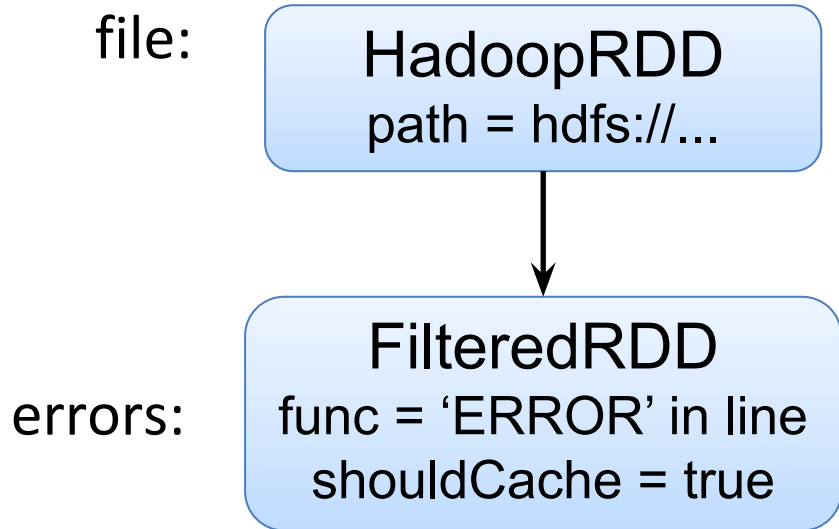 file:
HadoopRDD
path = hdfs://...
errors:
FilteredRDD
func = ‘ERROR’ in line
shouldCache = true